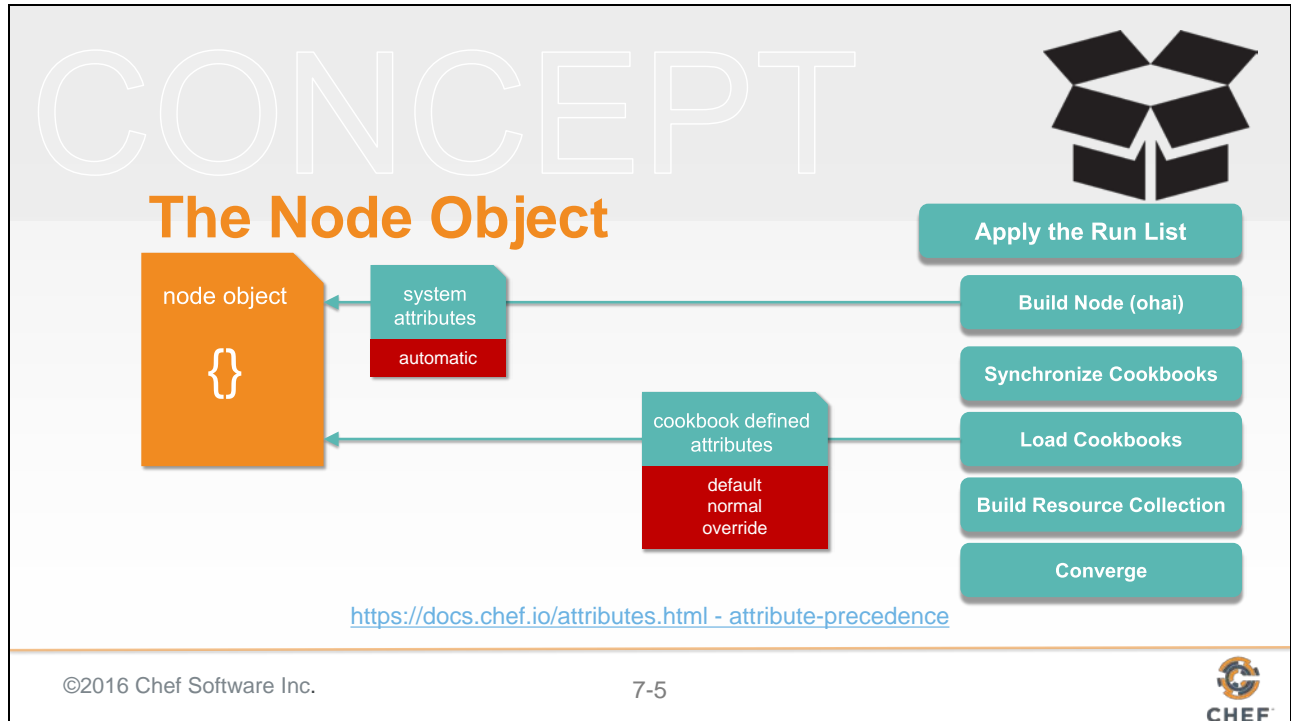 CONCEPT
The Node Object
node object
{}
system
attributes
automatic
cookbook defined
attributes
default
normal
override
Apply the Run List
Build Node (ohai)
Synchronize Cookbooks
Load Cookbooks
Build Resource Collection
Converge
https://docs.chef.io/attributes.html - attribute-precedence
©2016 Chef Software Inc.
7-5
CHEF